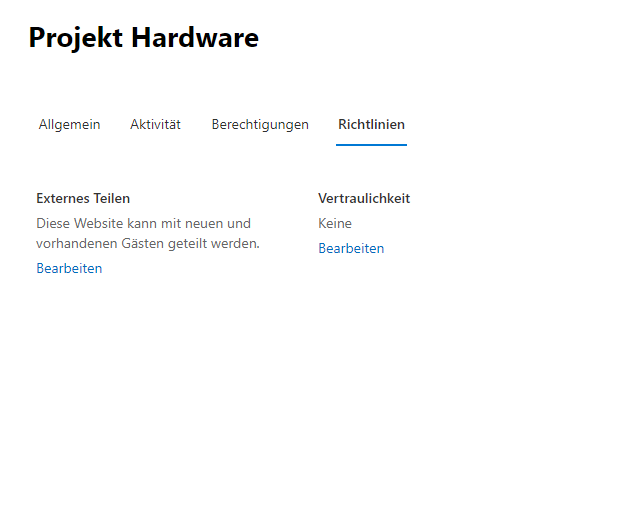 Projekt Hardware
Allgemein Aktivität Berechtigungen Richtlinien
Externes Teilen
Diese Website kann mit neuen und
vorhandenen Gästen geteilt werden.
Bearbeiten
Vertraulichkeit
Keine
Bearbeiten